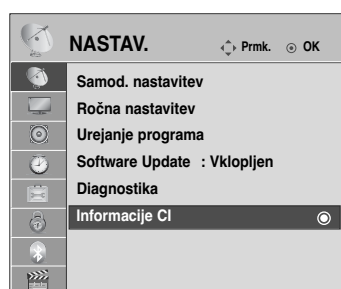 NASTAV. Prmk. OK
Samod. nastavitev
Ročna nastavitev
Urejanje programa
Software Update : Vklopljen
Diagnostika
Informacije CI